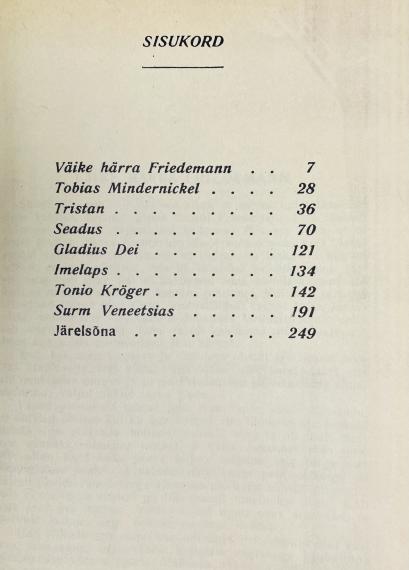 SISUKORD
Väike härra Friedemann . . 7
Tobias Mindernickel . . . . 28
Tristan . . . . . . . . . 36
Seadus . . . . . . . . . 70
Gladius Dei . . . . . . . 121
Imelaps . . . . . . . . . 134
Tonio Kröger . . . . . . . 142
Surm Veneetsias . . . . . 191
Järelsõna . . . . . . . . 249